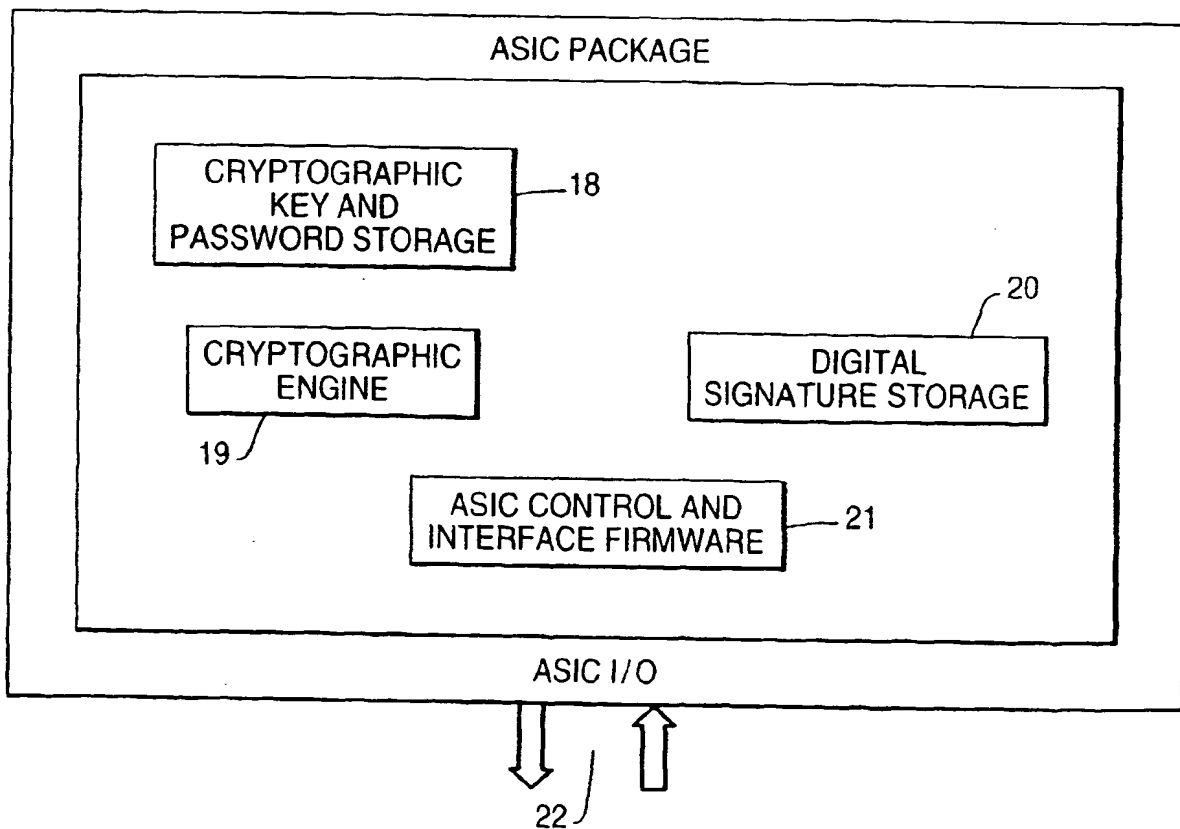 ASIC PACKAGE
CRYPTOGRAPHIC
KEY AND
PASSWORD STORAGE
18
CRYPTOGRAPHIC
ENGINE
19
20
DIGITAL
SIGNATURE STORAGE
ASIC CONTROL AND
INTERFACE FIRMWARE
21
ASIC I/O
22